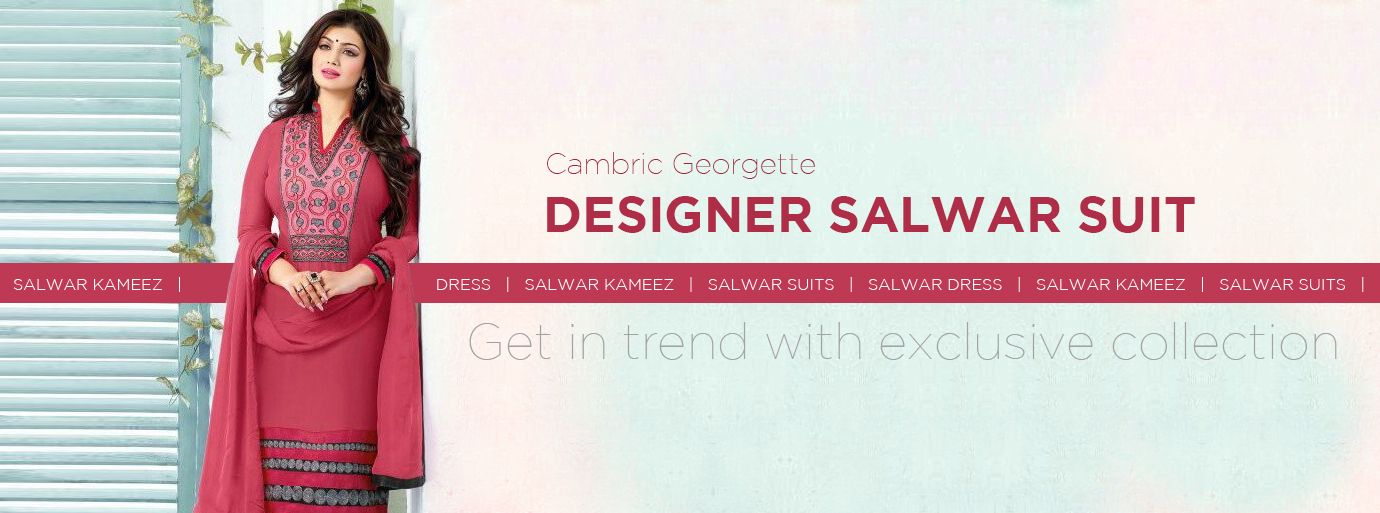 Cambric Georgette
DESIGNER SALWAR SUIT
SALWAR KAMEEZ | DRESS | SALWAR KAMEEZ | SALWAR SUITS | SALWAR DRESS | SALWAR KAMEEZ | SALWAR SUITS |
Get in trend with exclusive collection